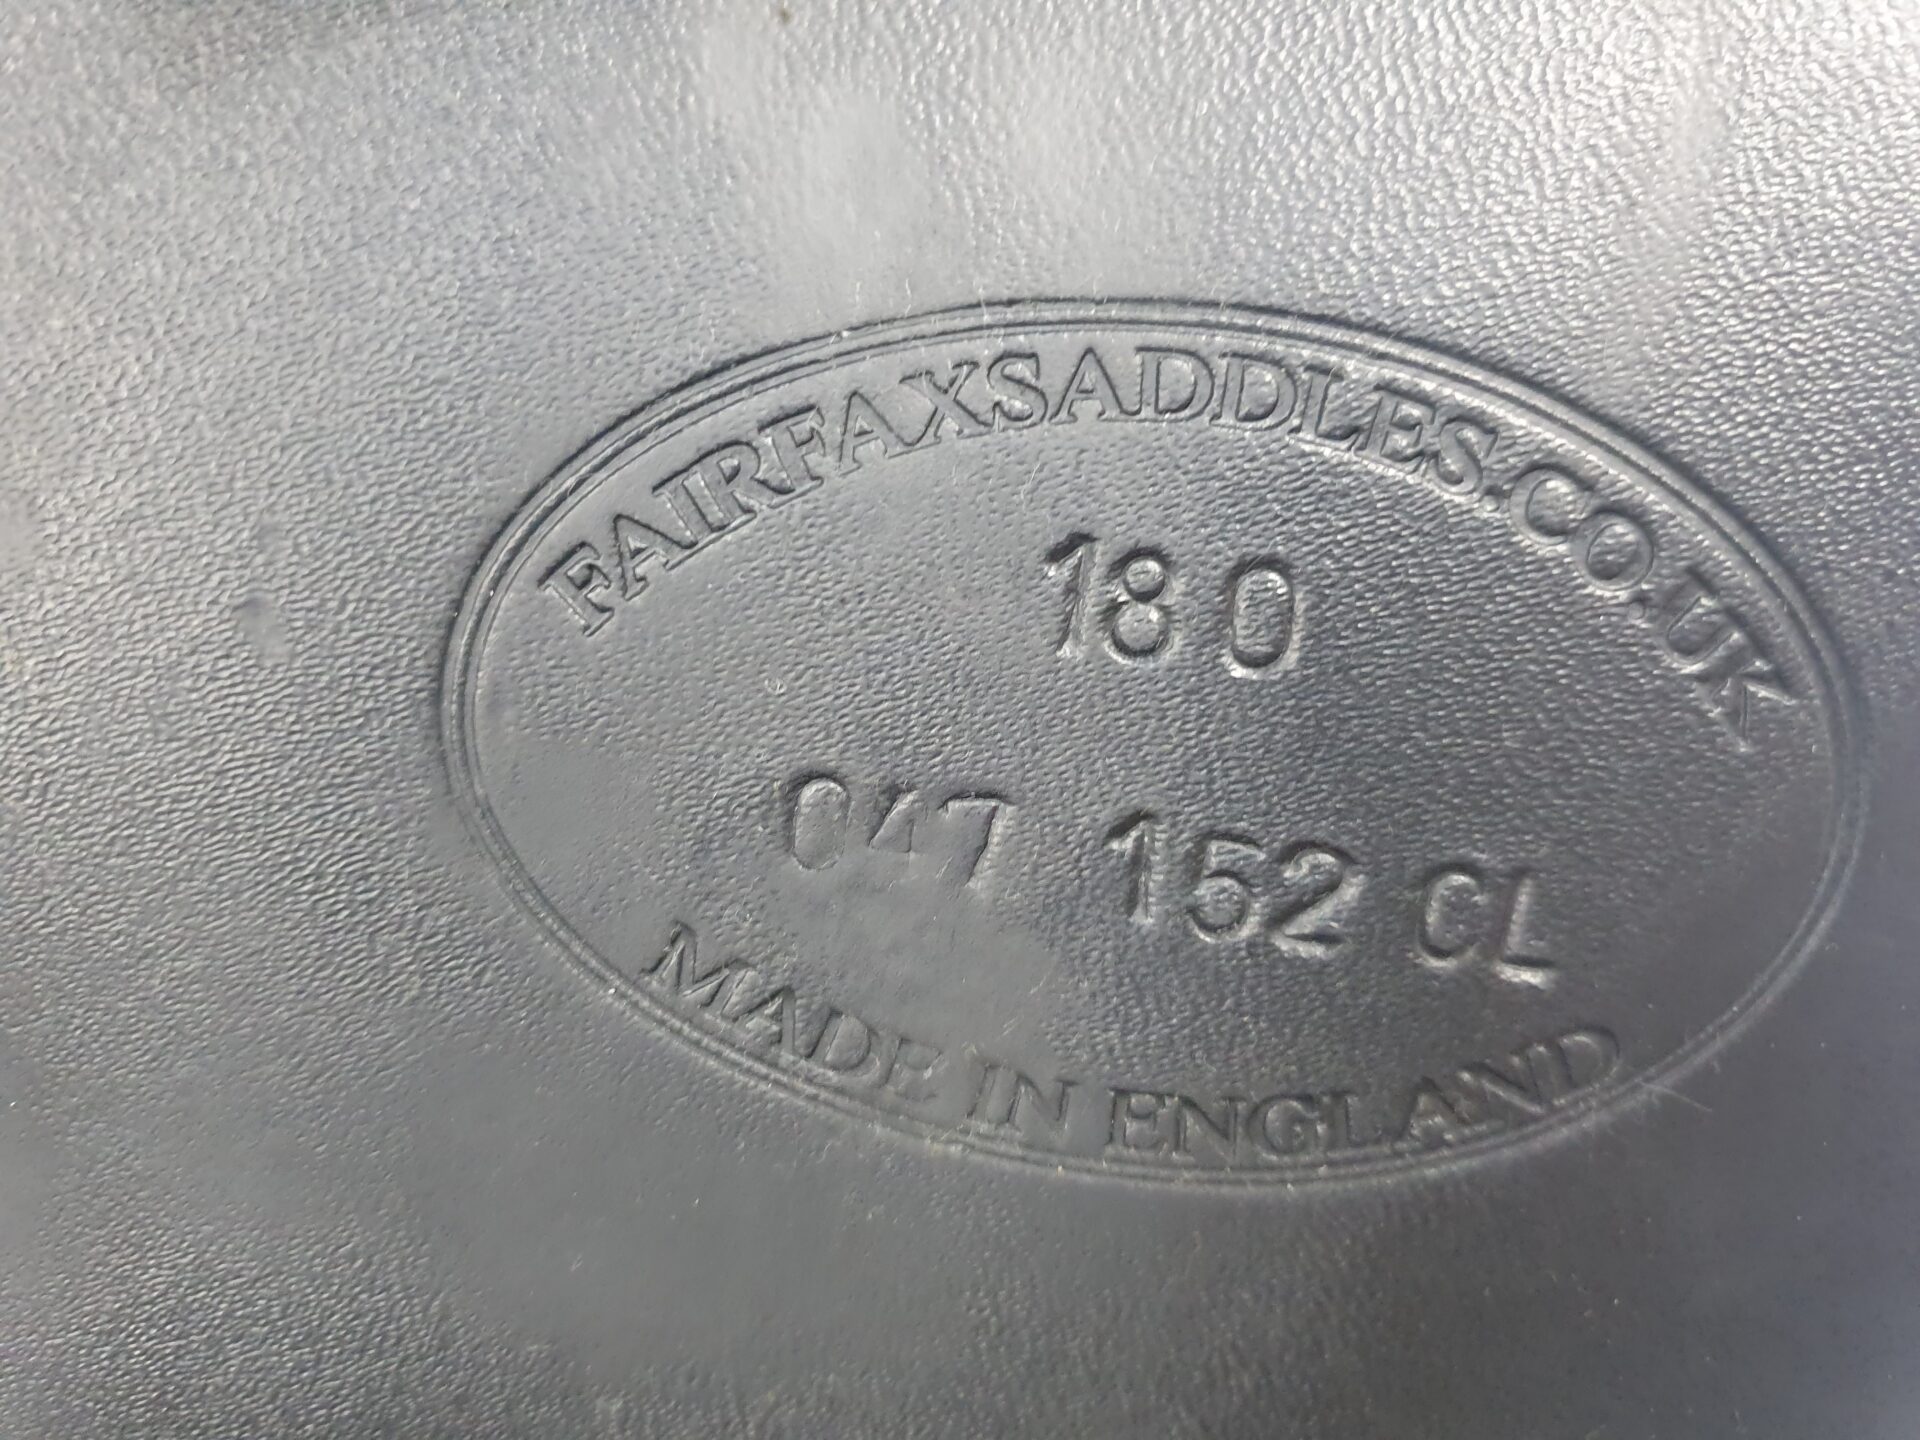 FAIRFAXSADDLES.CO.UK
18 0
047 152 CL
MADE IN ENGLAND